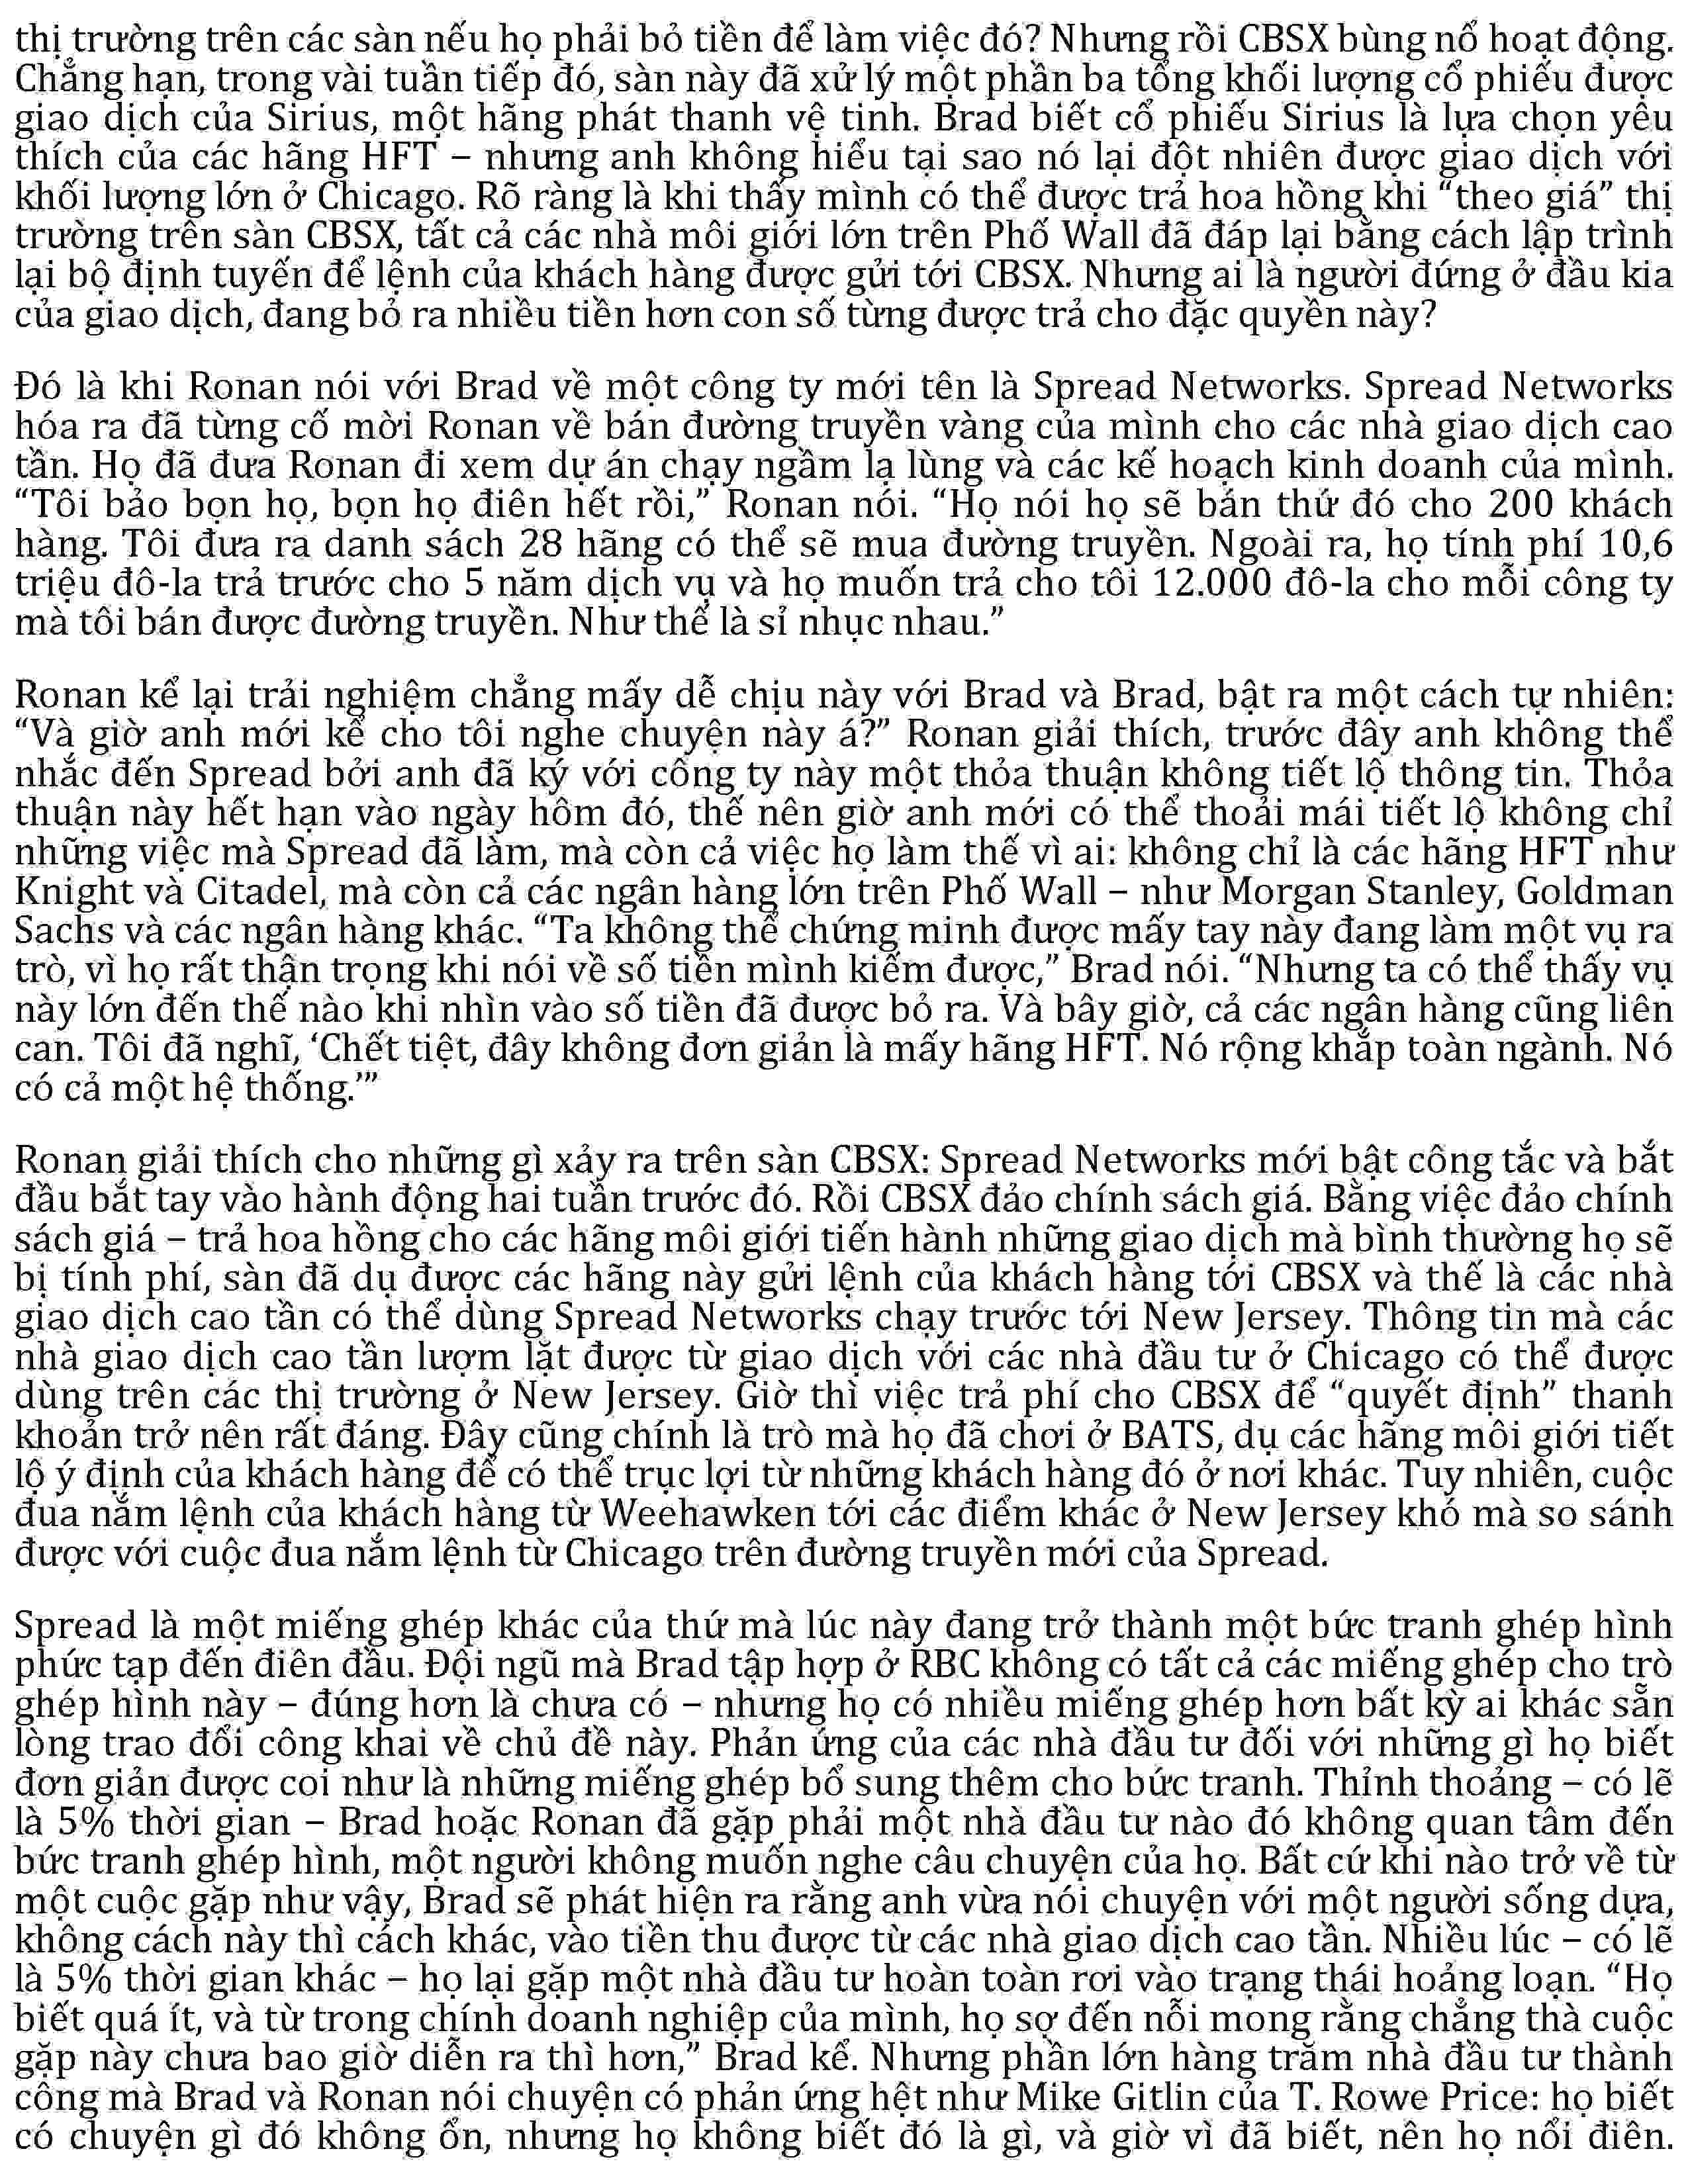 thị trường trên các sàn nếu họ phải bỏ tiền để làm việc đó? Nhưng rồi CBSX bùng nổ hoạt động.
Chẳng hạn, trong vài tuần tiếp đó, sàn này đã xử lý một phần ba tổng khối lượng cổ phiếu được
giao dịch của Sirius, một hãng phát thanh vệ tinh. Brad biết cổ phiếu Sirius là lựa chọn yêu
thích của các hãng HFT – nhưng anh không hiểu tại sao nó lại đột nhiên được giao dịch với
khối lượng lớn ở Chicago. Rõ ràng là khi thấy mình có thể được trả hoa hồng khi “theo giá” thị
trường trên sàn CBSX, tất cả các nhà môi giới lớn trên Phố Wall đã đáp lại bằng cách lập trình
lại bộ định tuyến để lệnh của khách hàng được gửi tới CBSX. Nhưng ai là người đứng ở đầu kia
của giao dịch, đang bỏ ra nhiều tiền hơn con số từng được trả cho đặc quyền này?
Đó là khi Ronan nói với Brad về một công ty mới tên là Spread Networks. Spread Networks
hóa ra đã từng cố mời Ronan về bán đường truyền vàng của mình cho các nhà giao dịch cao
tần. Họ đã đưa Ronan đi xem dự án chạy ngầm lạ lùng và các kế hoạch kinh doanh của mình.
“Tôi bảo bọn họ, bọn họ điên hết rồi,” Ronan nói. “Họ nói họ sẽ bán thứ đó cho 200 khách
hàng. Tôi đưa ra danh sách 28 hãng có thể sẽ mua đường truyền. Ngoài ra, họ tính phí 10,6
triệu đô-la trả trước cho 5 năm dịch vụ và họ muốn trả cho tôi 12.000 đô-la cho mỗi công ty
mà tôi bán được đường truyền. Như thế là sỉ nhục nhau.”
Ronan kể lại trải nghiệm chẳng mấy dễ chịu này với Brad và Brad, bật ra một cách tự nhiên:
“Và giờ anh mới kể cho tôi nghe chuyện này á?” Ronan giải thích, trước đây anh không thể
nhắc đến Spread bởi anh đã ký với công ty này một thỏa thuận không tiết lộ thông tin. Thỏa
thuận này hết hạn vào ngày hôm đó, thế nên giờ anh mới có thể thoải mái tiết lộ không chỉ
những việc mà Spread đã làm, mà còn cả việc họ làm thế vì ai: không chỉ là các hãng HFT như
Knight và Citadel, mà còn cả các ngân hàng lớn trên Phố Wall – như Morgan Stanley, Goldman
Sachs và các ngân hàng khác. “Ta không thể chứng minh được mấy tay này đang làm một vụ ra
trò, vì họ rất thận trọng khi nói về số tiền mình kiếm được,” Brad nói. “Nhưng ta có thể thấy vụ
này lớn đến thế nào khi nhìn vào số tiền đã được bỏ ra. Và bây giờ, cả các ngân hàng cũng liên
can. Tôi đã nghĩ, ‘Chết tiệt, đây không đơn giản là mấy hãng HFT. Nó rộng khắp toàn ngành. Nó
có cả một hệ thống.’”
Ronan giải thích cho những gì xảy ra trên sàn CBSX: Spread Networks mới bật công tắc và bắt
đầu bắt tay vào hành động hai tuần trước đó. Rồi CBSX đảo chính sách giá. Bằng việc đảo chính
sách giá – trả hoa hồng cho các hãng môi giới tiến hành những giao dịch mà bình thường họ sẽ
bị tính phí, sàn đã dụ được các hãng này gửi lệnh của khách hàng tới CBSX và thế là các nhà
giao dịch cao tần có thể dùng Spread Networks chạy trước tới New Jersey. Thông tin mà các
nhà giao dịch cao tần lượm lặt được từ giao dịch với các nhà đầu tư ở Chicago có thể được
dùng trên các thị trường ở New Jersey. Giờ thì việc trả phí cho CBSX để “quyết định” thanh
khoản trở nên rất đáng. Đây cũng chính là trò mà họ đã chơi ở BATS, dụ các hãng môi giới tiết
lộ ý định của khách hàng để có thể trục lợi từ những khách hàng đó ở nơi khác. Tuy nhiên, cuộc
đua nắm lệnh của khách hàng từ Weehawken tới các điểm khác ở New Jersey khó mà so sánh
được với cuộc đua nắm lệnh từ Chicago trên đường truyền mới của Spread.
Spread là một miếng ghép khác của thứ mà lúc này đang trở thành một bức tranh ghép hình
phức tạp đến điên đầu. Đội ngũ mà Brad tập hợp ở RBC không có tất cả các miếng ghép cho trò
ghép hình này – đúng hơn là chưa có – nhưng họ có nhiều miếng ghép hơn bất kỳ ai khác sẵn
lòng trao đổi công khai về chủ đề này. Phản ứng của các nhà đầu tư đối với những gì họ biết
đơn giản được coi như là những miếng ghép bổ sung thêm cho bức tranh. Thỉnh thoảng – có lẽ
là 5% thời gian – Brad hoặc Ronan đã gặp phải một nhà đầu tư nào đó không quan tâm đến
bức tranh ghép hình, một người không muốn nghe câu chuyện của họ. Bất cứ khi nào trở về từ
một cuộc gặp như vậy, Brad sẽ phát hiện ra rằng anh vừa nói chuyện với một người sống dựa,
không cách này thì cách khác, vào tiền thu được từ các nhà giao dịch cao tần. Nhiều lúc – có lẽ
là 5% thời gian khác – họ lại gặp một nhà đầu tư hoàn toàn rơi vào trạng thái hoảng loạn. “Họ
biết quá ít, và từ trong chính doanh nghiệp của mình, họ sợ đến nỗi mong rằng chẳng thà cuộc
gặp này chưa bao giờ diễn ra thì hơn,” Brad kể. Nhưng phần lớn hàng trăm nhà đầu tư thành
công mà Brad và Ronan nói chuyện có phản ứng hệt như Mike Gitlin của T. Rowe Price: họ biết
có chuyện gì đó không ổn, nhưng họ không biết đó là gì, và giờ vì đã biết, nên họ nổi điên.